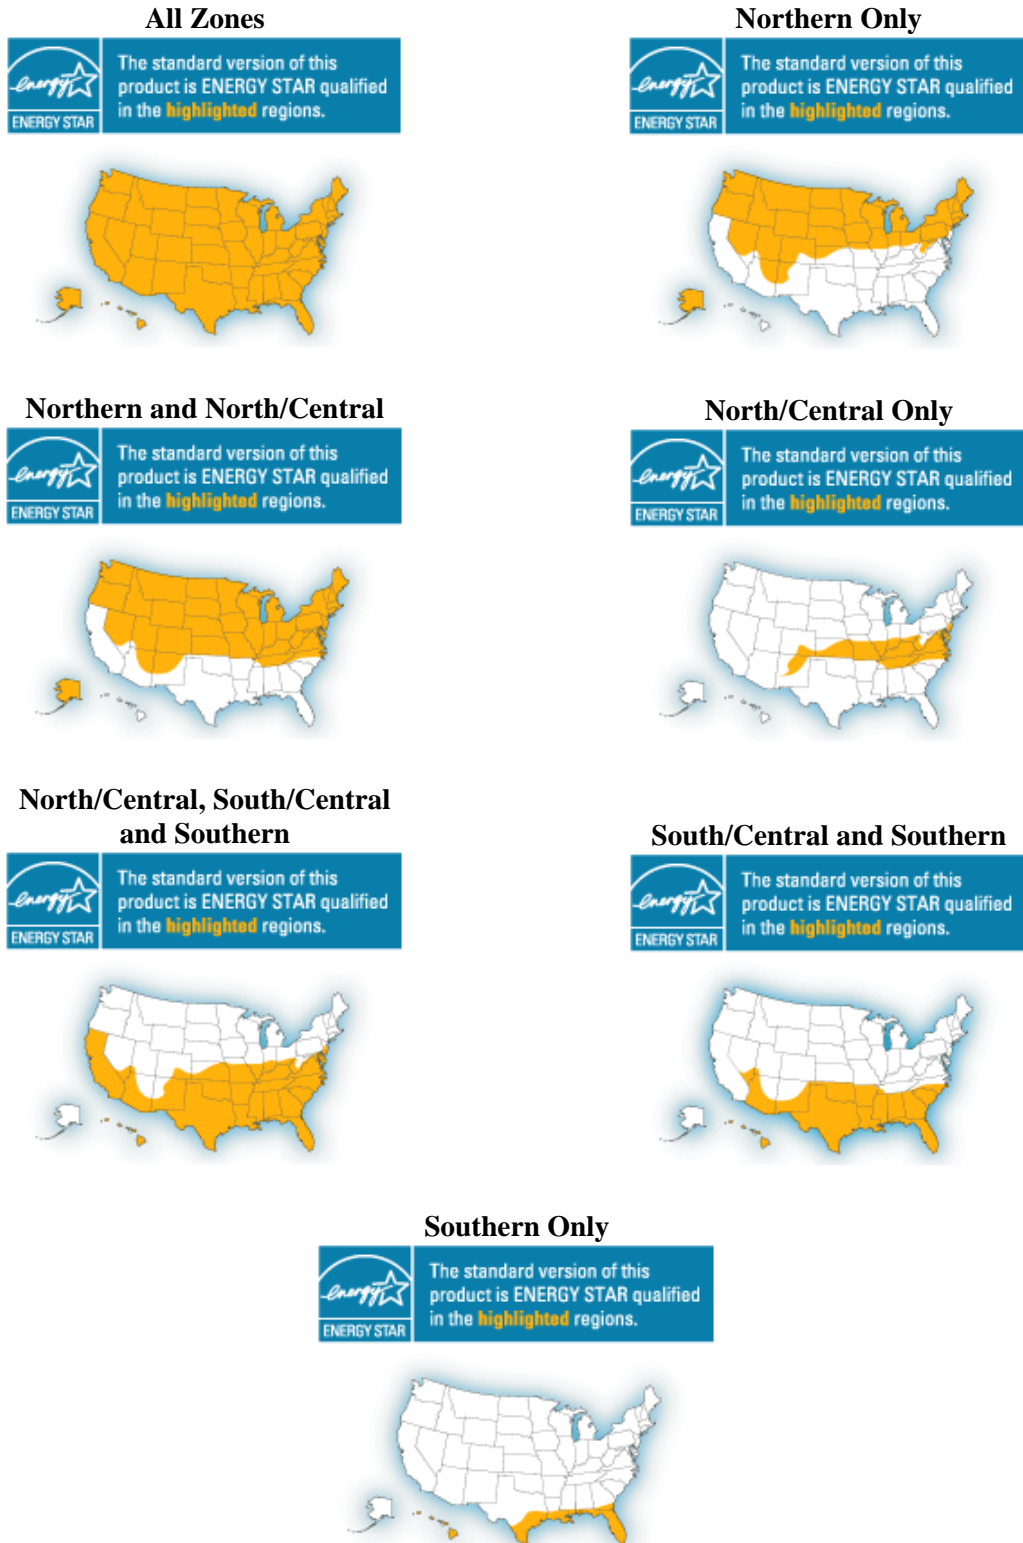 All Zones
energy
ENERGY STAR
The standard version of this
product is ENERGY STAR qualified
in the highlighted regions.
Northern Only
energy
ENERGY STAR
The standard version of this
product is ENERGY STAR qualified
in the highlighted regions.
Northern and North/Central
energy
ENERGY STAR
The standard version of this
product is ENERGY STAR qualified
in the highlighted regions.
North/Central Only
energy
ENERGY STAR
The standard version of this
product is ENERGY STAR qualified
in the highlighted regions.
North/Central, South/Central
and Southern
energy
ENERGY STAR
The standard version of this
product is ENERGY STAR qualified
in the highlighted regions.
South/Central and Southern
energy
ENERGY STAR
The standard version of this
product is ENERGY STAR qualified
in the highlighted regions.
Southern Only
energy
ENERGY STAR
The standard version of this
product is ENERGY STAR qualified
in the highlighted regions.